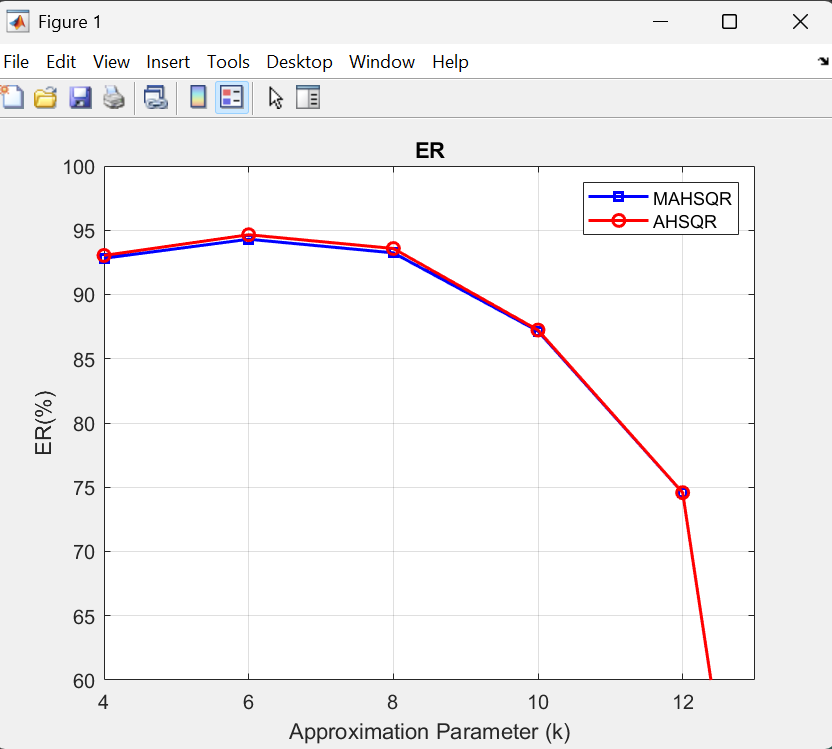 Figure 1
File Edit View Insert Tools Desktop Window Help
ER
100
95
90
85
80
75
70
65
60
ER(%)
MAHSQR
AHSQR
4 6 8 10 12
Approximation Parameter (k)